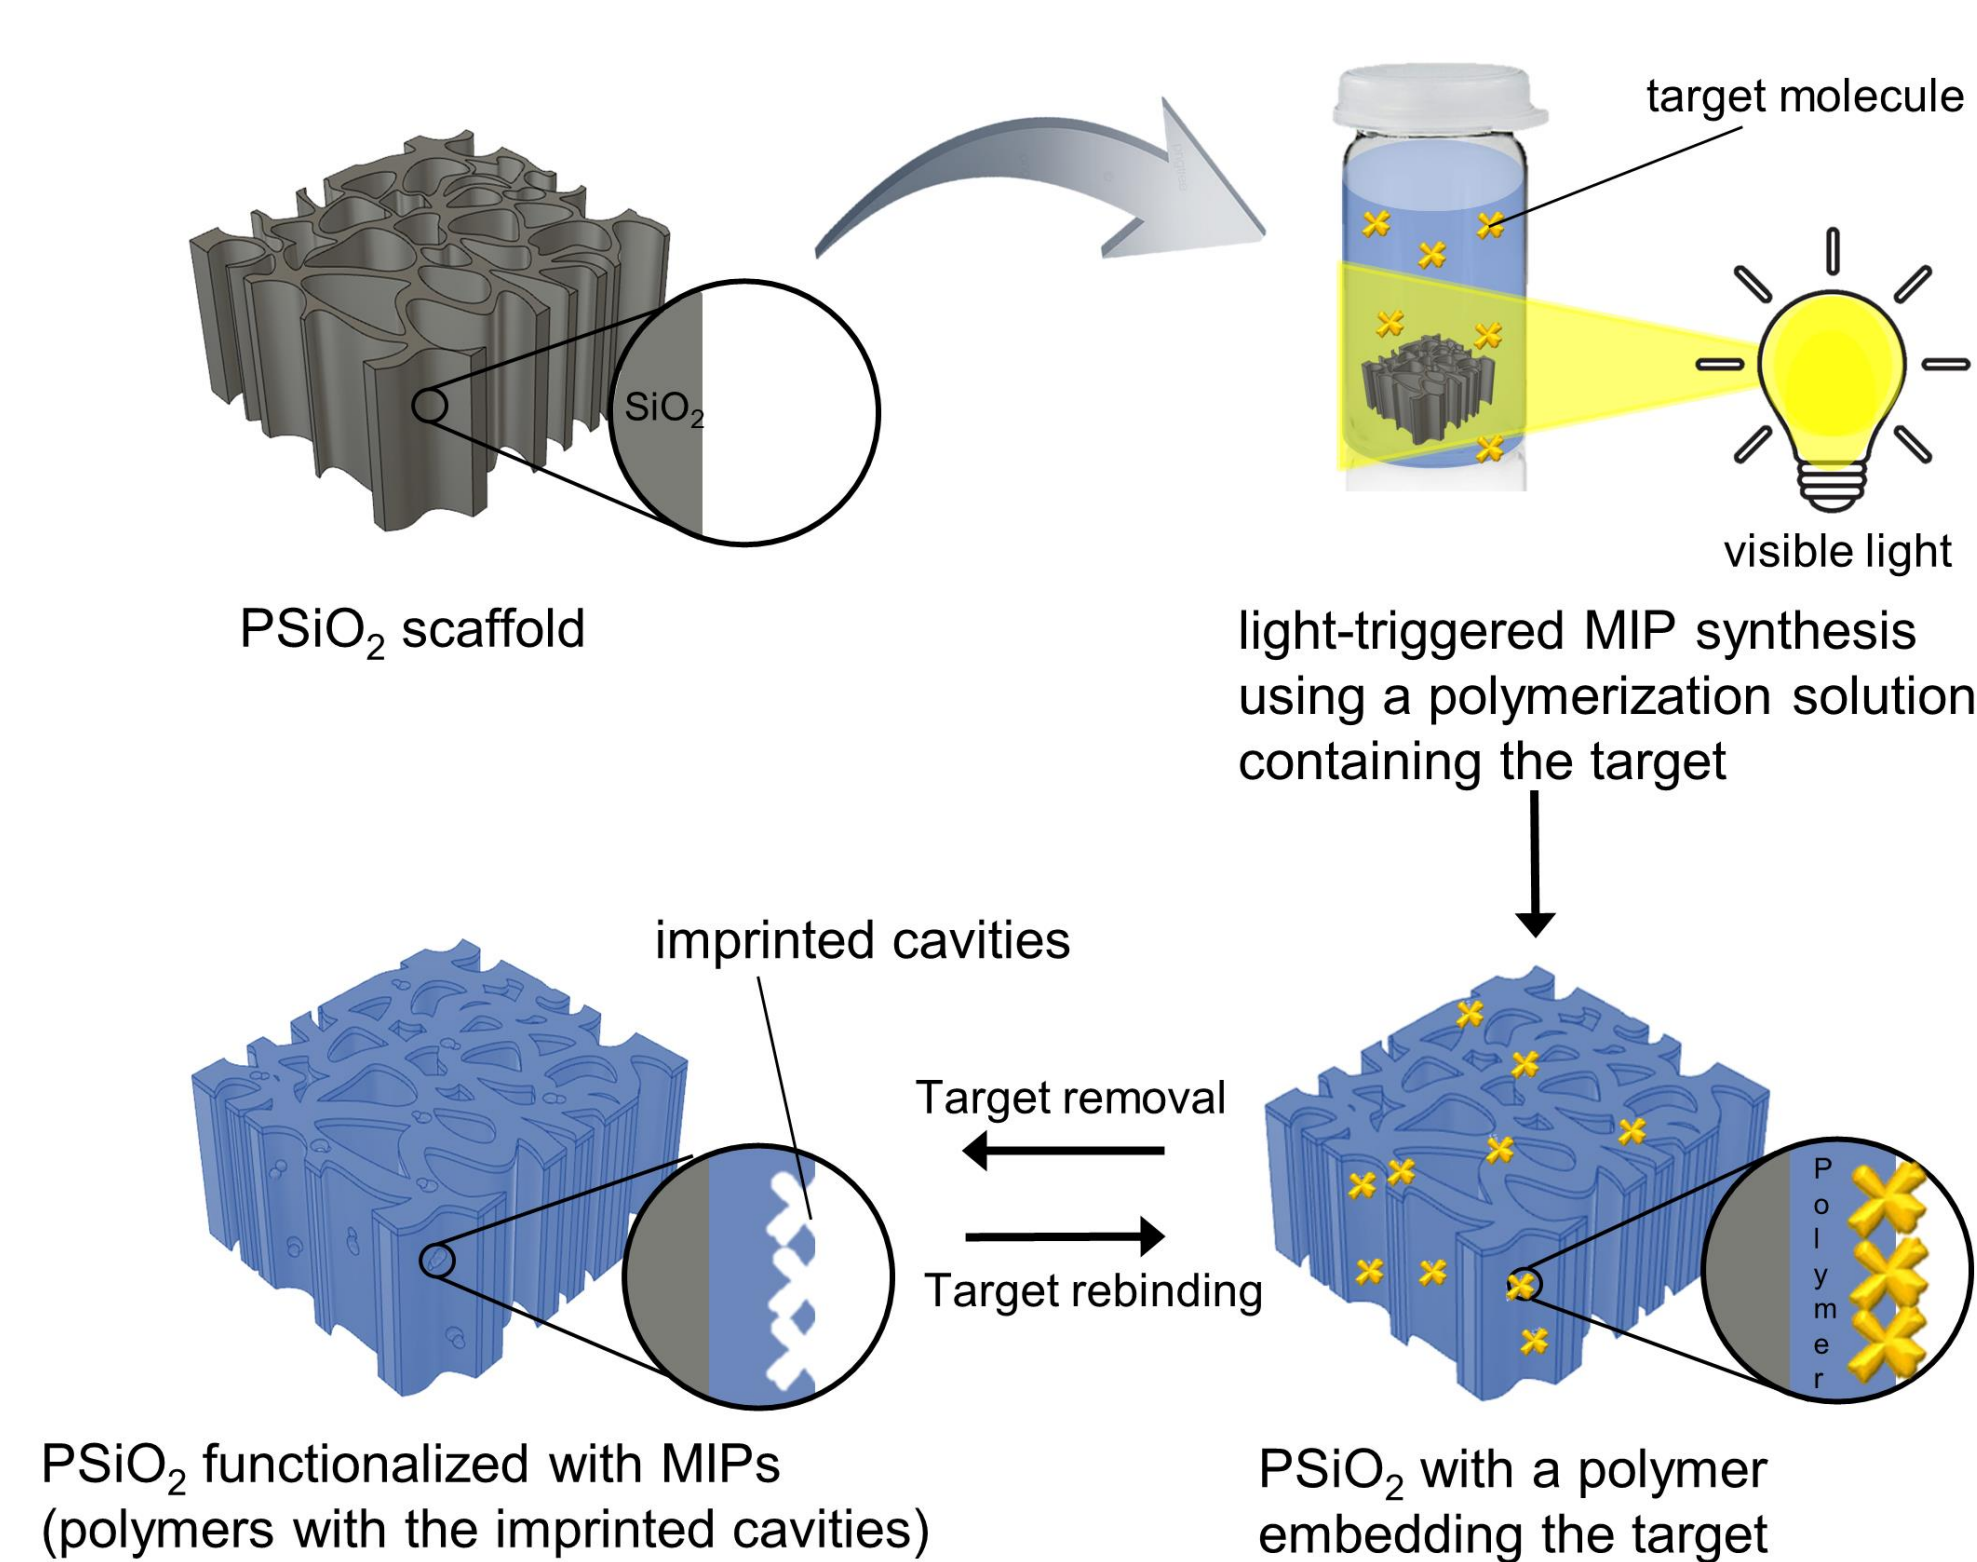 target molecule
SiO₂
visible light
PSiO₂ scaffold
light-triggered MIP synthesis
using a polymerization solution
containing the target
imprinted cavities
Target removal
Target rebinding
Polymer
PSiO₂ functionalized with MIPs
(polymers with the imprinted cavities)
PSiO₂ with a polymer
embedding the target